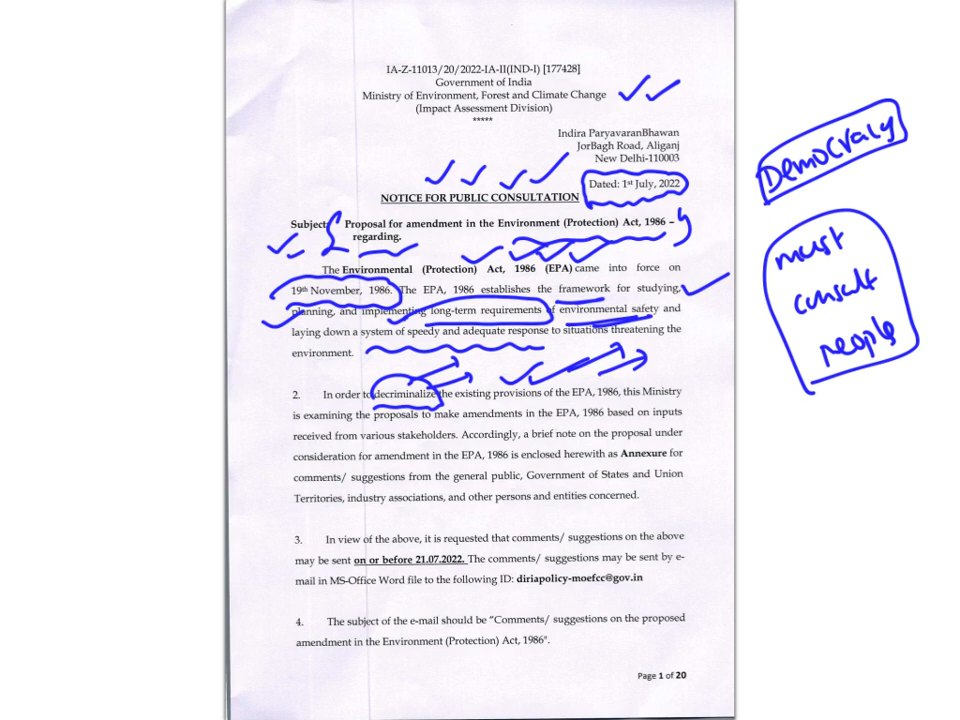 IA-Z-11013/20/2022-IA-II(IND-I) [177428]
Government of India
Ministry of Environment, Forest and Climate Change
(Impact Assessment Division)
*****
Indira ParyavaranBhawan
JorBagh Road, Aliganj
New Delhi-110003
Dated: 1st July, 2022
NOTICE FOR PUBLIC CONSULTATION
Subject: Proposal for amendment in the Environment (Protection) Act, 1986 –
regarding.
The Environmental (Protection) Act, 1986 (EPA) came into force on
19th November, 1986. The EPA, 1986 establishes the framework for studying,
planning, and implementing long-term requirements of environmental safety and
laying down a system of speedy and adequate response to situations threatening the
environment.
2. In order to decriminalize the existing provisions of the EPA, 1986, this Ministry
is examining the proposals to make amendments in the EPA, 1986 based on inputs
received from various stakeholders. Accordingly, a brief note on the proposal under
consideration for amendment in the EPA, 1986 is enclosed herewith as Annexure for
comments/ suggestions from the general public, Government of States and Union
Territories, industry associations, and other persons and entities concerned.
3. In view of the above, it is requested that comments/ suggestions on the above
may be sent on or before 21.07.2022. The comments/ suggestions may be sent by e-
mail in MS-Office Word file to the following ID: diriapolicy-moefcc@gov.in
4. The subject of the e-mail should be "Comments/ suggestions on the proposed
amendment in the Environment (Protection) Act, 1986".
Page 1 of 20
Democracy
must
consult
people